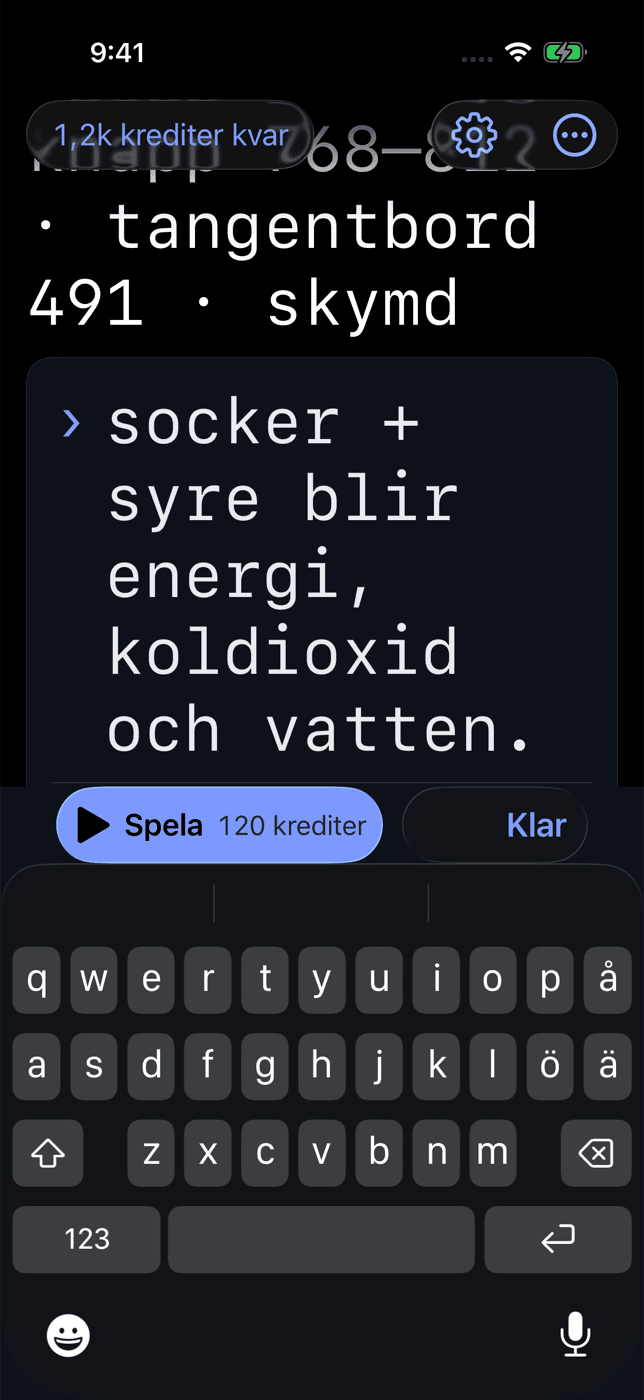 9:41
1,2k krediter kvar
· tangentbord
491 · skymd
› socker +
syre blir
energi,
koldioxid
och vatten.
Spela 120 krediter
Klar
q w e r t y u i o p å
a s d f g h j k l ö ä
z x c v b n m
123